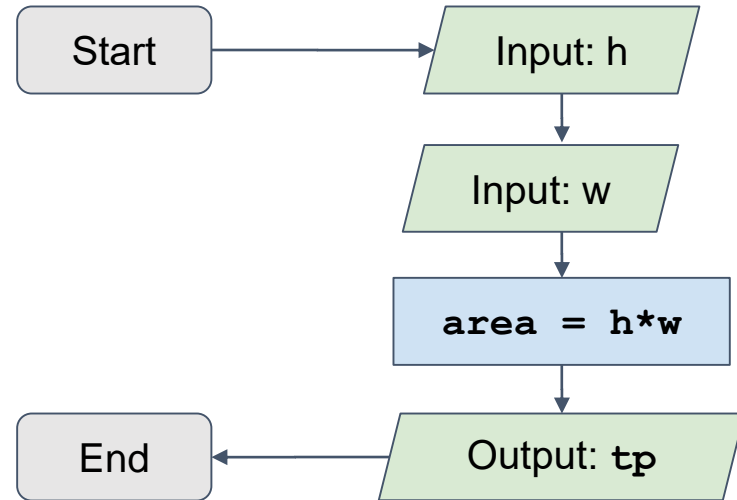 Start
Input: h
Input: w
area = h*w
Output: tp
End